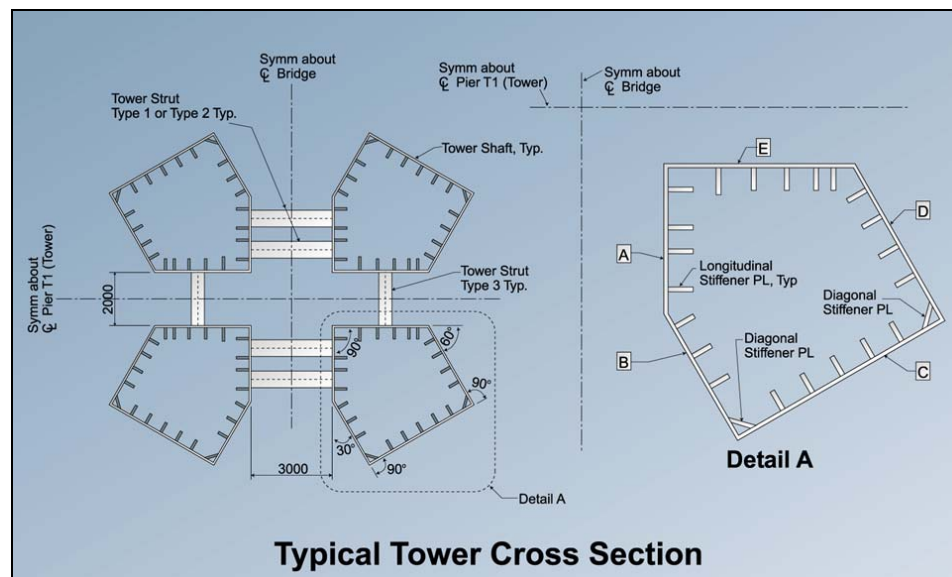 Symm about
℄ Bridge
Tower Strut
Type 1 or Type 2 Typ.
Tower Shaft, Typ.
Symm about
℄ Pier T1 (Tower)
2000
Tower Strut
Type 3 Typ.
90°
60°
90°
30°
90°
3000
Detail A
Symm about
℄ Pier T1 (Tower)
Symm about
℄ Bridge
E
D
A
Longitudinal
Stiffener PL, Typ
Diagonal
Stiffener PL
Diagonal
Stiffener PL
B
C
Detail A
Typical Tower Cross Section